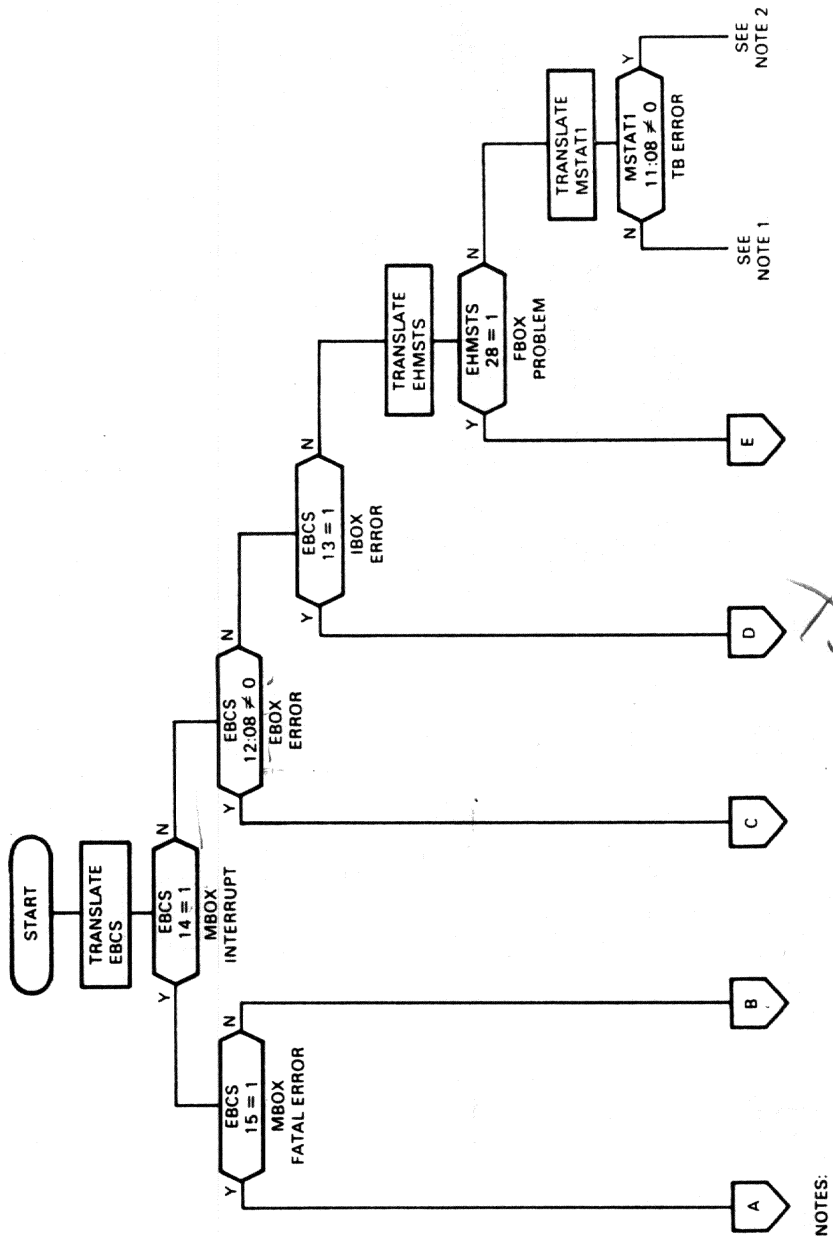 START
TRANSLATE
EBCS
Y
EBCS
14 = 1
N
MBOX
INTERRUPT
Y
EBCS
15 = 1
N
MBOX
FATAL ERROR
Y
EBCS
12:08 ≠ 0
N
EBOX
ERROR
Y
EBCS
13 = 1
N
IBOX
ERROR
TRANSLATE
EHMSTS
Y
EHMSTS
28 = 1
N
FBOX
PROBLEM
TRANSLATE
MSTAT1
N
MSTAT1
11:08 ≠ 0
Y
TB ERROR
SEE
NOTE 1
SEE
NOTE 2
A
B
C
D
E
NOTES: